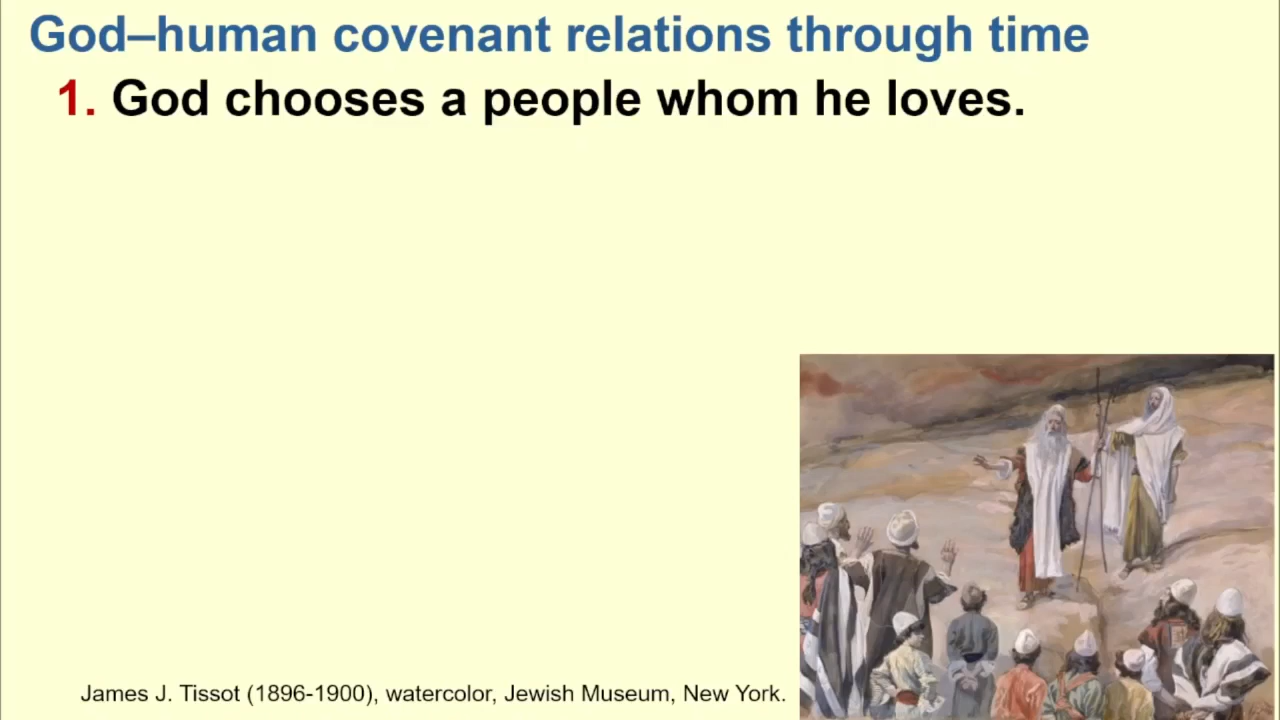 God–human covenant relations through time
1. God chooses a people whom he loves.
James J. Tissot (1896-1900), watercolor, Jewish Museum, New York.